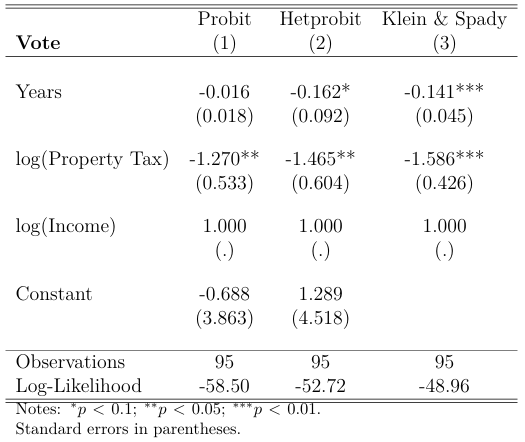 Probit Hetprobit Klein & Spady
Vote (1) (2) (3)
Years -0.016 -0.162* -0.141***
(0.018) (0.092) (0.045)
log(Property Tax) -1.270** -1.465** -1.586***
(0.533) (0.604) (0.426)
log(Income) 1.000 1.000 1.000
(.) (.) (.)
Constant -0.688 1.289
(3.863) (4.518)
Observations 95 95 95
Log-Likelihood -58.50 -52.72 -48.96
Notes: *p < 0.1; **p < 0.05; ***p < 0.01.
Standard errors in parentheses.